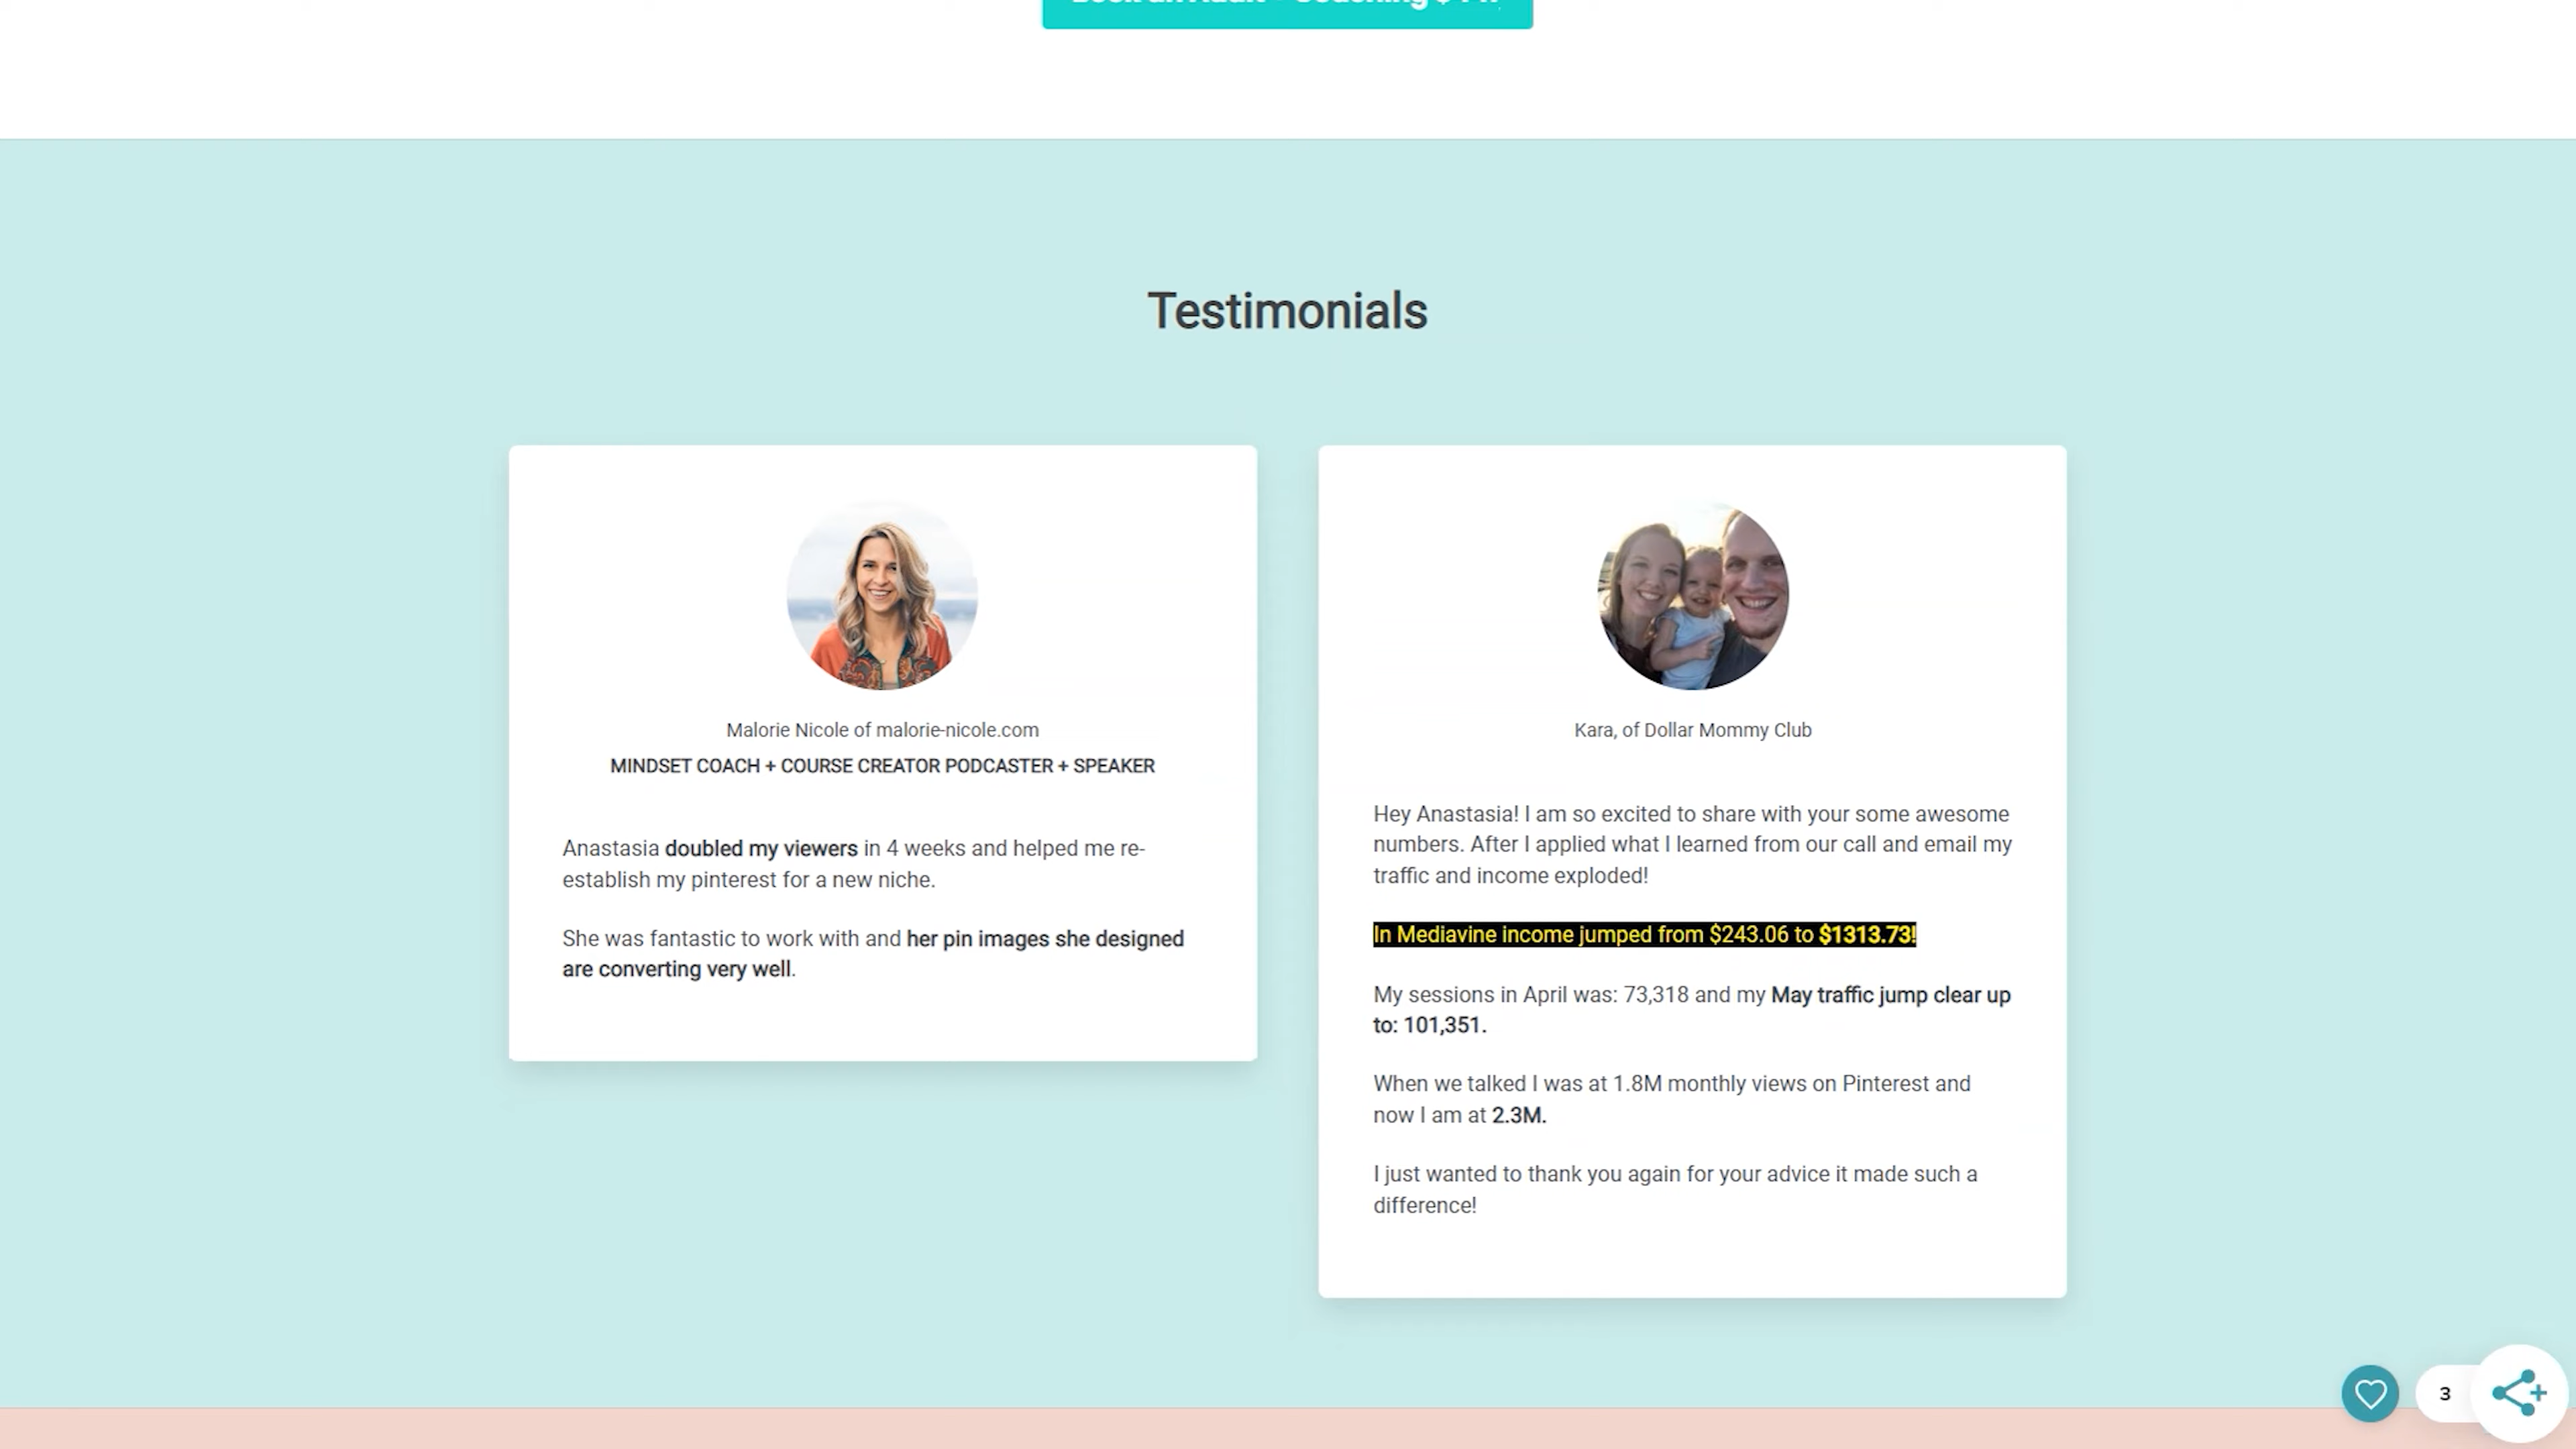 Testimonials
Malorie Nicole of malorie-nicole.com
MINDSET COACH + COURSE CREATOR PODCASTER + SPEAKER
Anastasia doubled my viewers in 4 weeks and helped me re-
establish my pinterest for a new niche.
She was fantastic to work with and her pin images she designed
are converting very well.
Kara, of Dollar Mommy Club
Hey Anastasia! I am so excited to share with your some awesome
numbers. After I applied what I learned from our call and email my
traffic and income exploded!
In Mediavine income jumped from $243.06 to $1313.73!
My sessions in April was: 73,318 and my May traffic jump clear up
to: 101,351.
When we talked I was at 1.8M monthly views on Pinterest and
now I am at 2.3M.
I just wanted to thank you again for your advice it made such a
difference!
3